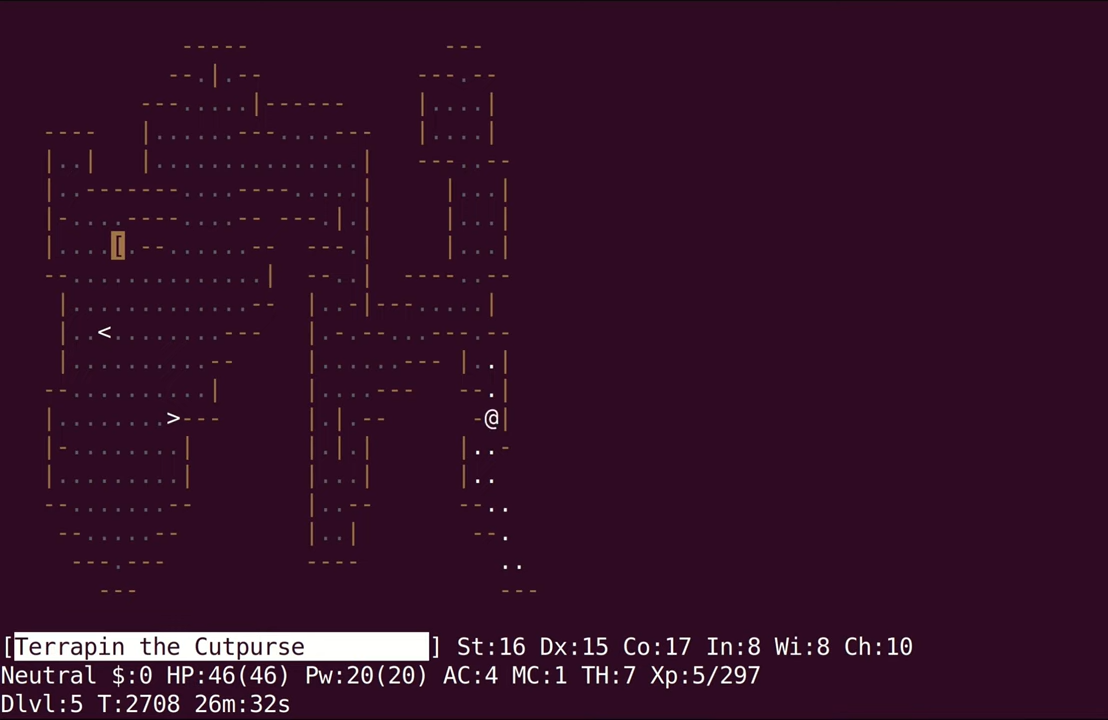 -----                ---
--.|.--           ---.--
---.....|------     |....|
----   |......---....---   |....|
|..|   |..............|   ---..--
|..-------....----.....|     |...|
|-....----....-- ---.|.|     |...|
|....[.--......--  ---.|     |...|
--.............|  --..|   ----..--
|.............--  |..-|---.....|
|..<........---   |.-.--...---.--
|..........--     |......---  |..|
--.........|      |....---   --.|
|.......>---      |.|.--      -@|
|-........|       |.|.|      |..-
|.........|       |...|      |..
--.......--       |..--      --..
--.....--         |..|        --.
---.---          ----          ..
---                           ---
[Terrapin the Cutpurse] St:16 Dx:15 Co:17 In:8 Wi:8 Ch:10
Neutral $:0 HP:46(46) Pw:20(20) AC:4 MC:1 TH:7 Xp:5/297
Dlvl:5 T:2708 26m:32s